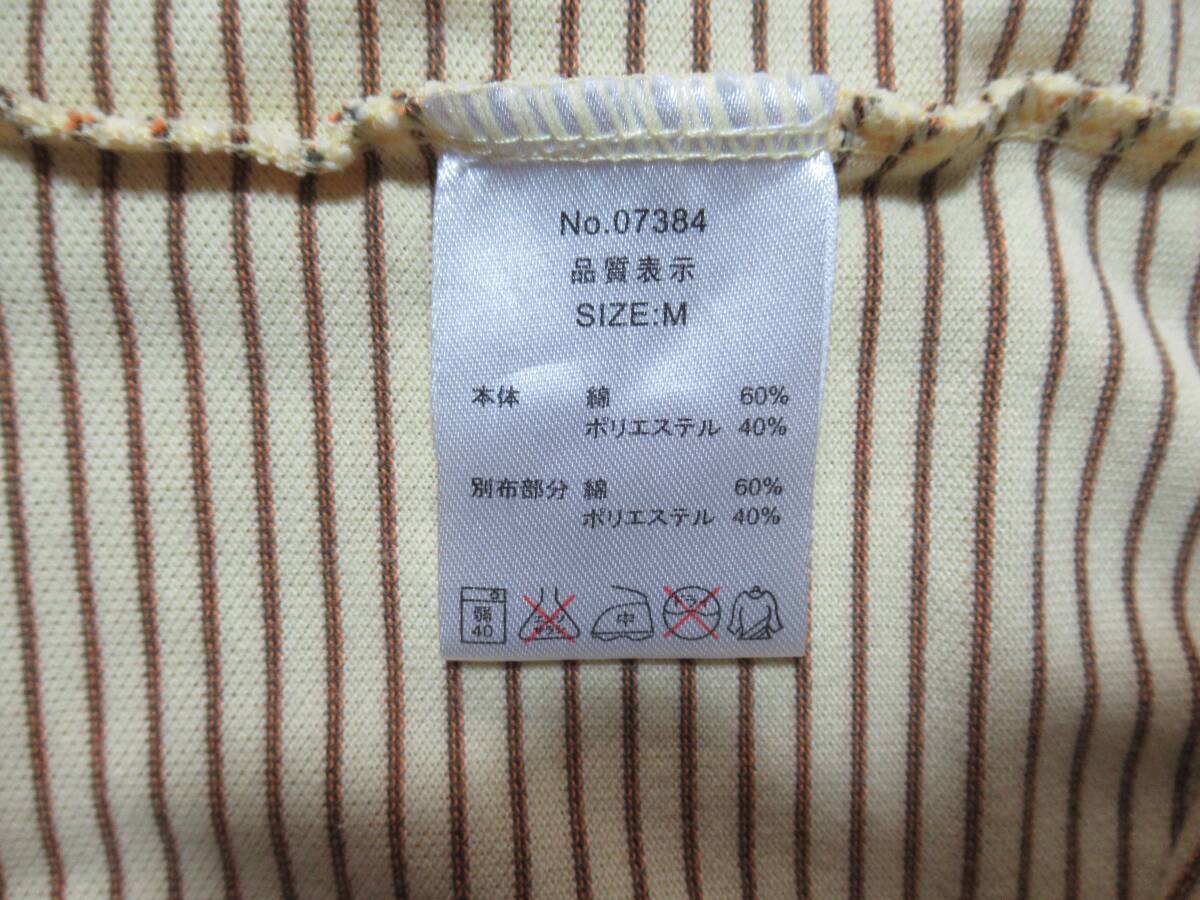 No.07384
品質表示
SIZE:M
本体 綿 60%
ポリエステル 40%
別布部分 綿 60%
ポリエステル 40%
弱
40
中